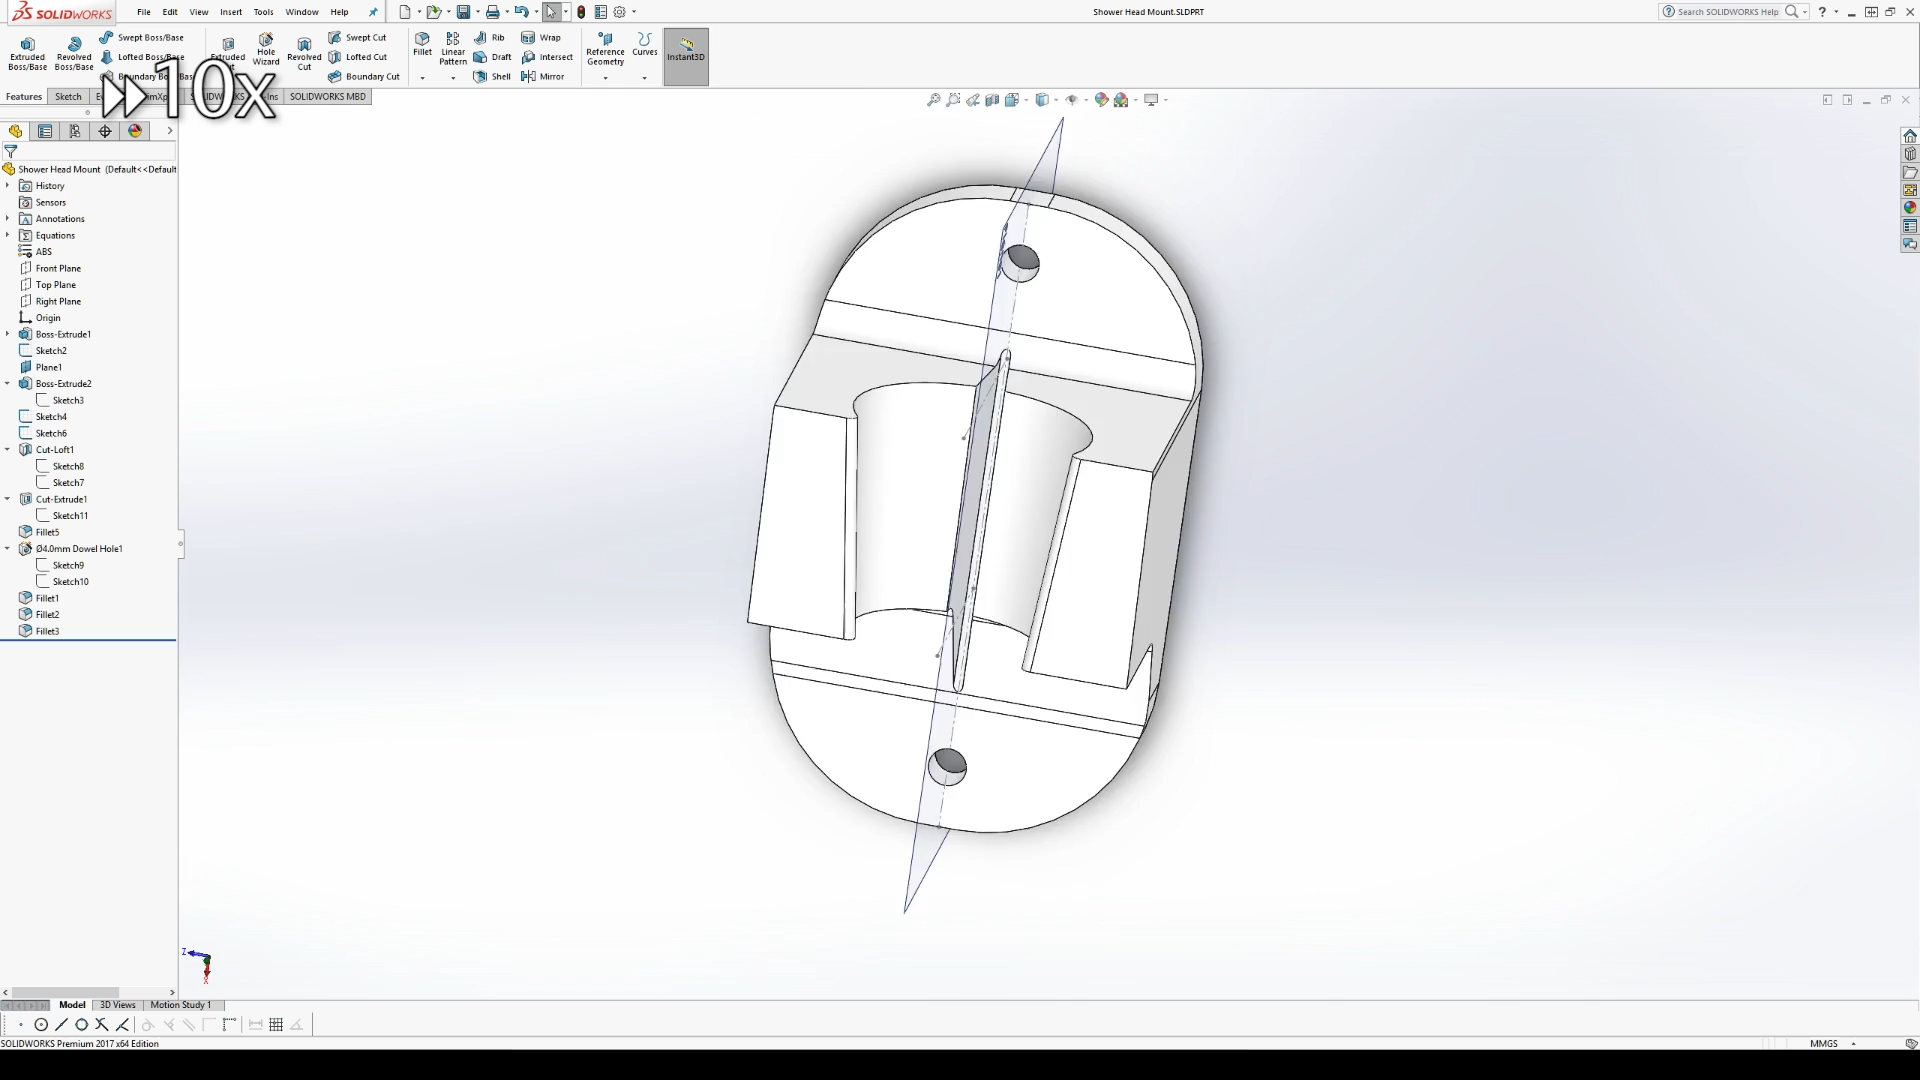 SOLIDWORKS File Edit View Insert Tools Window Help Shower Head Mount.SLDPRT Search SOLIDWORKS Help ?
Extruded Boss/Base
Revolved Boss/Base
Swept Boss/Base
Lofted Boss/Base
Extruded
Hole Wizard
Revolved Cut
Swept Cut
Lofted Cut
Boundary Cut
Fillet
Linear Pattern
Rib
Draft
Shell
Wrap
Intersect
Mirror
Reference Geometry
Curves
Instant3D
10x
Features Sketch SOLIDWORKS MBD
Shower Head Mount (Default<<Default
History
Sensors
Annotations
Equations
ABS
Front Plane
Top Plane
Right Plane
Origin
Boss-Extrude1
Sketch2
Plane1
Boss-Extrude2
Sketch3
Sketch4
Sketch6
Cut-Loft1
Sketch8
Sketch7
Cut-Extrude1
Sketch11
Fillet5
Ø4.0mm Dowel Hole1
Sketch9
Sketch10
Fillet1
Fillet2
Fillet3
Z
X
Model 3D Views Motion Study 1
SOLIDWORKS Premium 2017 x64 Edition MMGS